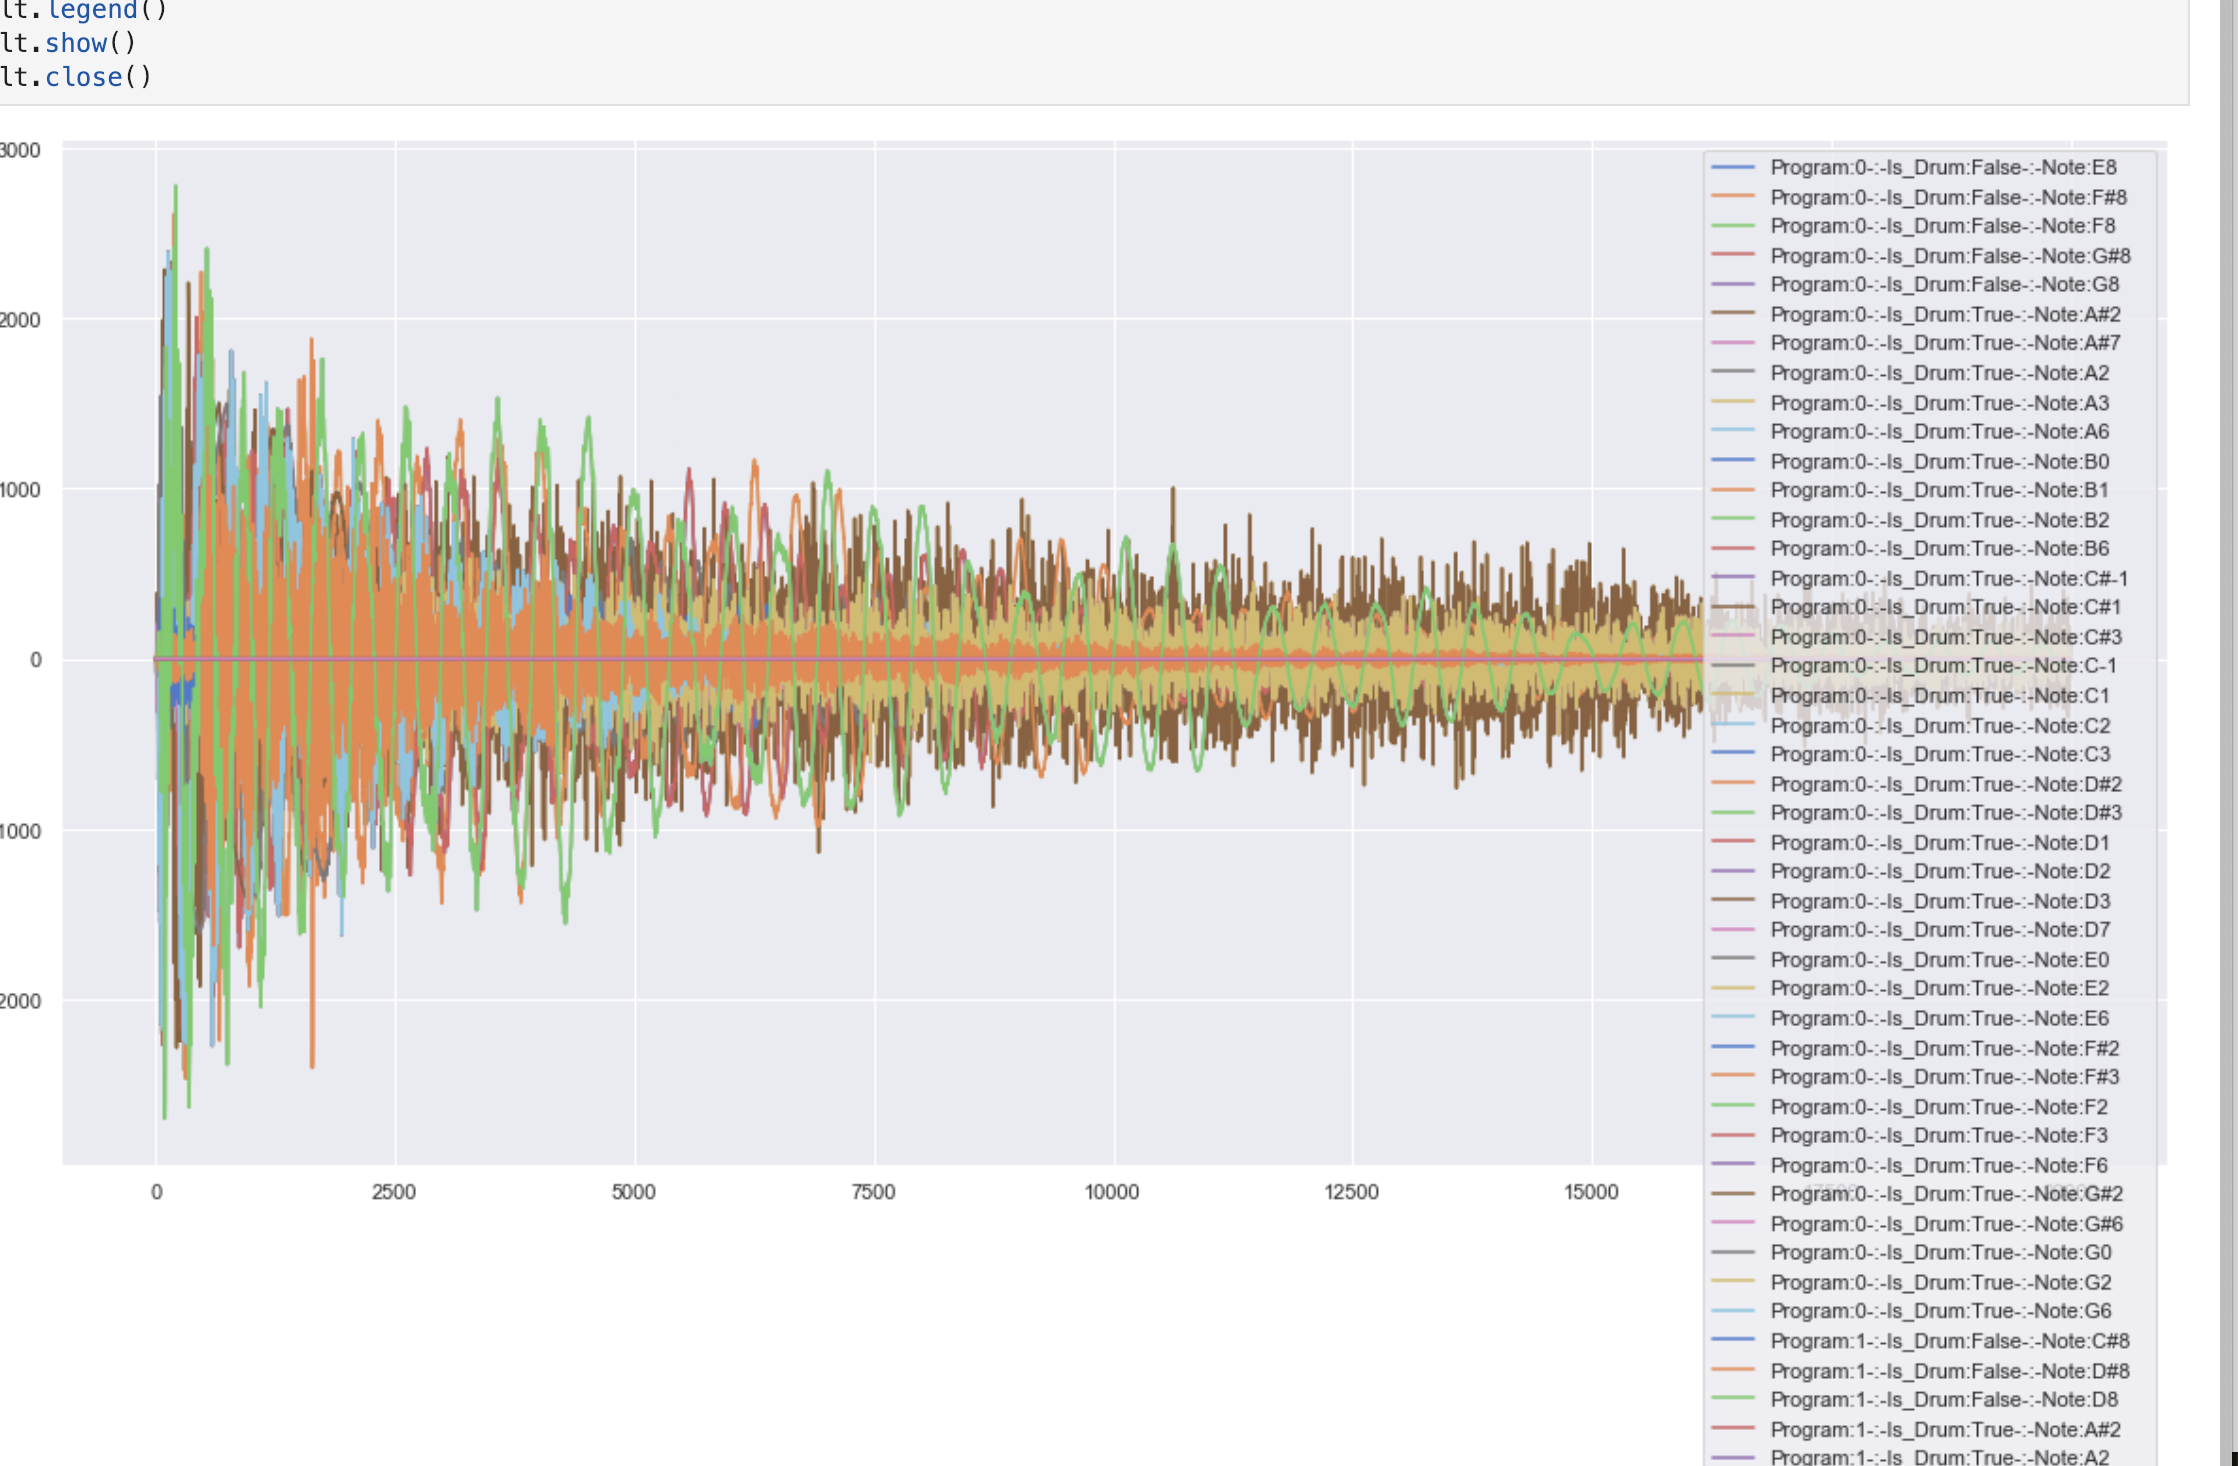 lt.legend()
lt.show()
lt.close()
3000
2000
1000
0
1000
2000
0 2500 5000 7500 10000 12500 15000 17500
Program:0-:-Is_Drum:False-:-Note:E8
Program:0-:-Is_Drum:False-:-Note:F#8
Program:0-:-Is_Drum:False-:-Note:F8
Program:0-:-Is_Drum:False-:-Note:G#8
Program:0-:-Is_Drum:False-:-Note:G8
Program:0-:-Is_Drum:True-:-Note:A#2
Program:0-:-Is_Drum:True-:-Note:A#7
Program:0-:-Is_Drum:True-:-Note:A2
Program:0-:-Is_Drum:True-:-Note:A3
Program:0-:-Is_Drum:True-:-Note:A6
Program:0-:-Is_Drum:True-:-Note:B0
Program:0-:-Is_Drum:True-:-Note:B1
Program:0-:-Is_Drum:True-:-Note:B2
Program:0-:-Is_Drum:True-:-Note:B6
Program:0-:-Is_Drum:True-:-Note:C#-1
Program:0-:-Is_Drum:True-:-Note:C#1
Program:0-:-Is_Drum:True-:-Note:C#3
Program:0-:-Is_Drum:True-:-Note:C-1
Program:0-:-Is_Drum:True-:-Note:C1
Program:0-:-Is_Drum:True-:-Note:C2
Program:0-:-Is_Drum:True-:-Note:C3
Program:0-:-Is_Drum:True-:-Note:D#2
Program:0-:-Is_Drum:True-:-Note:D#3
Program:0-:-Is_Drum:True-:-Note:D1
Program:0-:-Is_Drum:True-:-Note:D2
Program:0-:-Is_Drum:True-:-Note:D3
Program:0-:-Is_Drum:True-:-Note:D7
Program:0-:-Is_Drum:True-:-Note:E0
Program:0-:-Is_Drum:True-:-Note:E2
Program:0-:-Is_Drum:True-:-Note:E6
Program:0-:-Is_Drum:True-:-Note:F#2
Program:0-:-Is_Drum:True-:-Note:F#3
Program:0-:-Is_Drum:True-:-Note:F2
Program:0-:-Is_Drum:True-:-Note:F3
Program:0-:-Is_Drum:True-:-Note:F6
Program:0-:-Is_Drum:True-:-Note:G#2
Program:0-:-Is_Drum:True-:-Note:G#6
Program:0-:-Is_Drum:True-:-Note:G0
Program:0-:-Is_Drum:True-:-Note:G2
Program:0-:-Is_Drum:True-:-Note:G6
Program:1-:-Is_Drum:False-:-Note:C#8
Program:1-:-Is_Drum:False-:-Note:D#8
Program:1-:-Is_Drum:False-:-Note:D8
Program:1-:-Is_Drum:True-:-Note:A#2
Program:1-:-Is_Drum:True-:-Note:A2